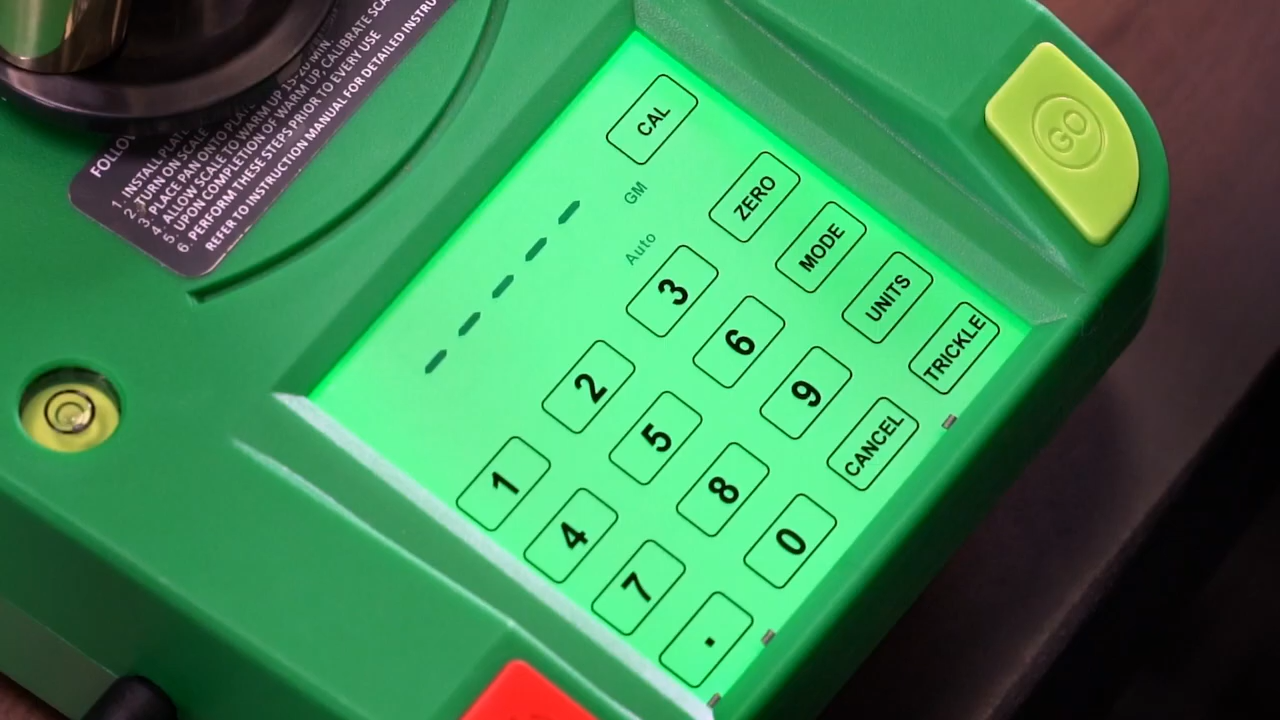 FOLLOW
1. INSTALL PLATE
2. TURN ON SCALE
3. PLACE PAN ONTO PLA
4. ALLOW SCALE TO WARM UP 15-20 MIN.
5. UPON COMPLETION OF WARM UP, CALIBRATE SCA
6. PERFORM THESE STEPS PRIOR TO EVERY USE
REFER TO INSTRUCTION MANUAL FOR DETAILED INSTRU
- - - - -
Auto
GM
CAL
1 2 3 ZERO
4 5 6 MODE
7 8 9 UNITS
. 0 CANCEL TRICKLE
GO